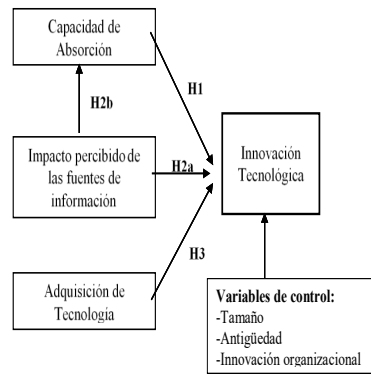 Capacidad de
Absorción
H1
H2b
Impacto percibido de
las fuentes de
información
H2a
Innovación
Tecnológica
H3
Adquisición de
Tecnología
Variables de control:
-Tamaño
-Antigüedad
-Innovación organizacional